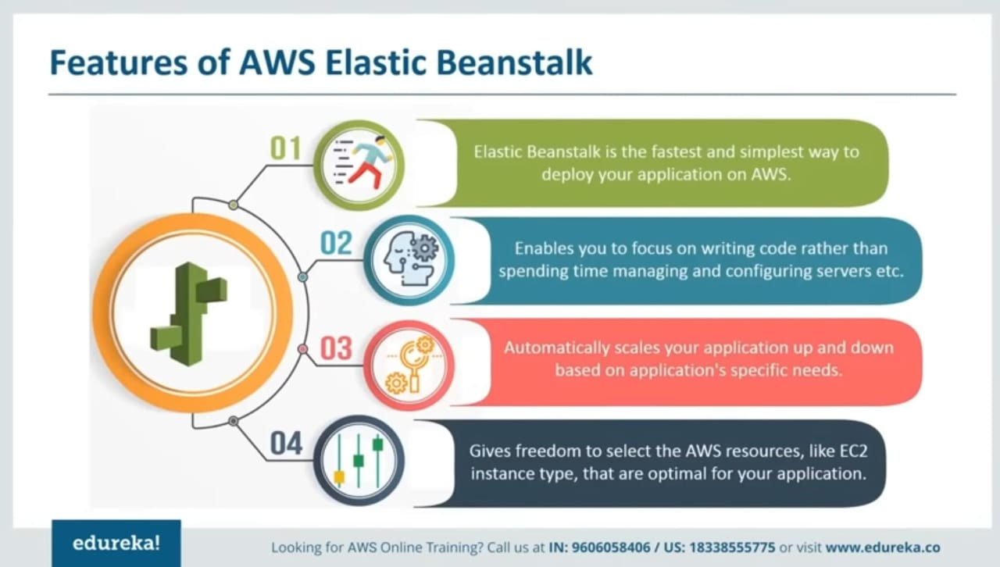 Features of AWS Elastic Beanstalk
01
Elastic Beanstalk is the fastest and simplest way to
deploy your application on AWS.
02
Enables you to focus on writing code rather than
spending time managing and configuring servers etc.
03
Automatically scales your application up and down
based on application's specific needs.
04
Gives freedom to select the AWS resources, like EC2
instance type, that are optimal for your application.
edureka!
Looking for AWS Online Training? Call us at IN: 9606058406 / US: 18338555775 or visit www.edureka.co